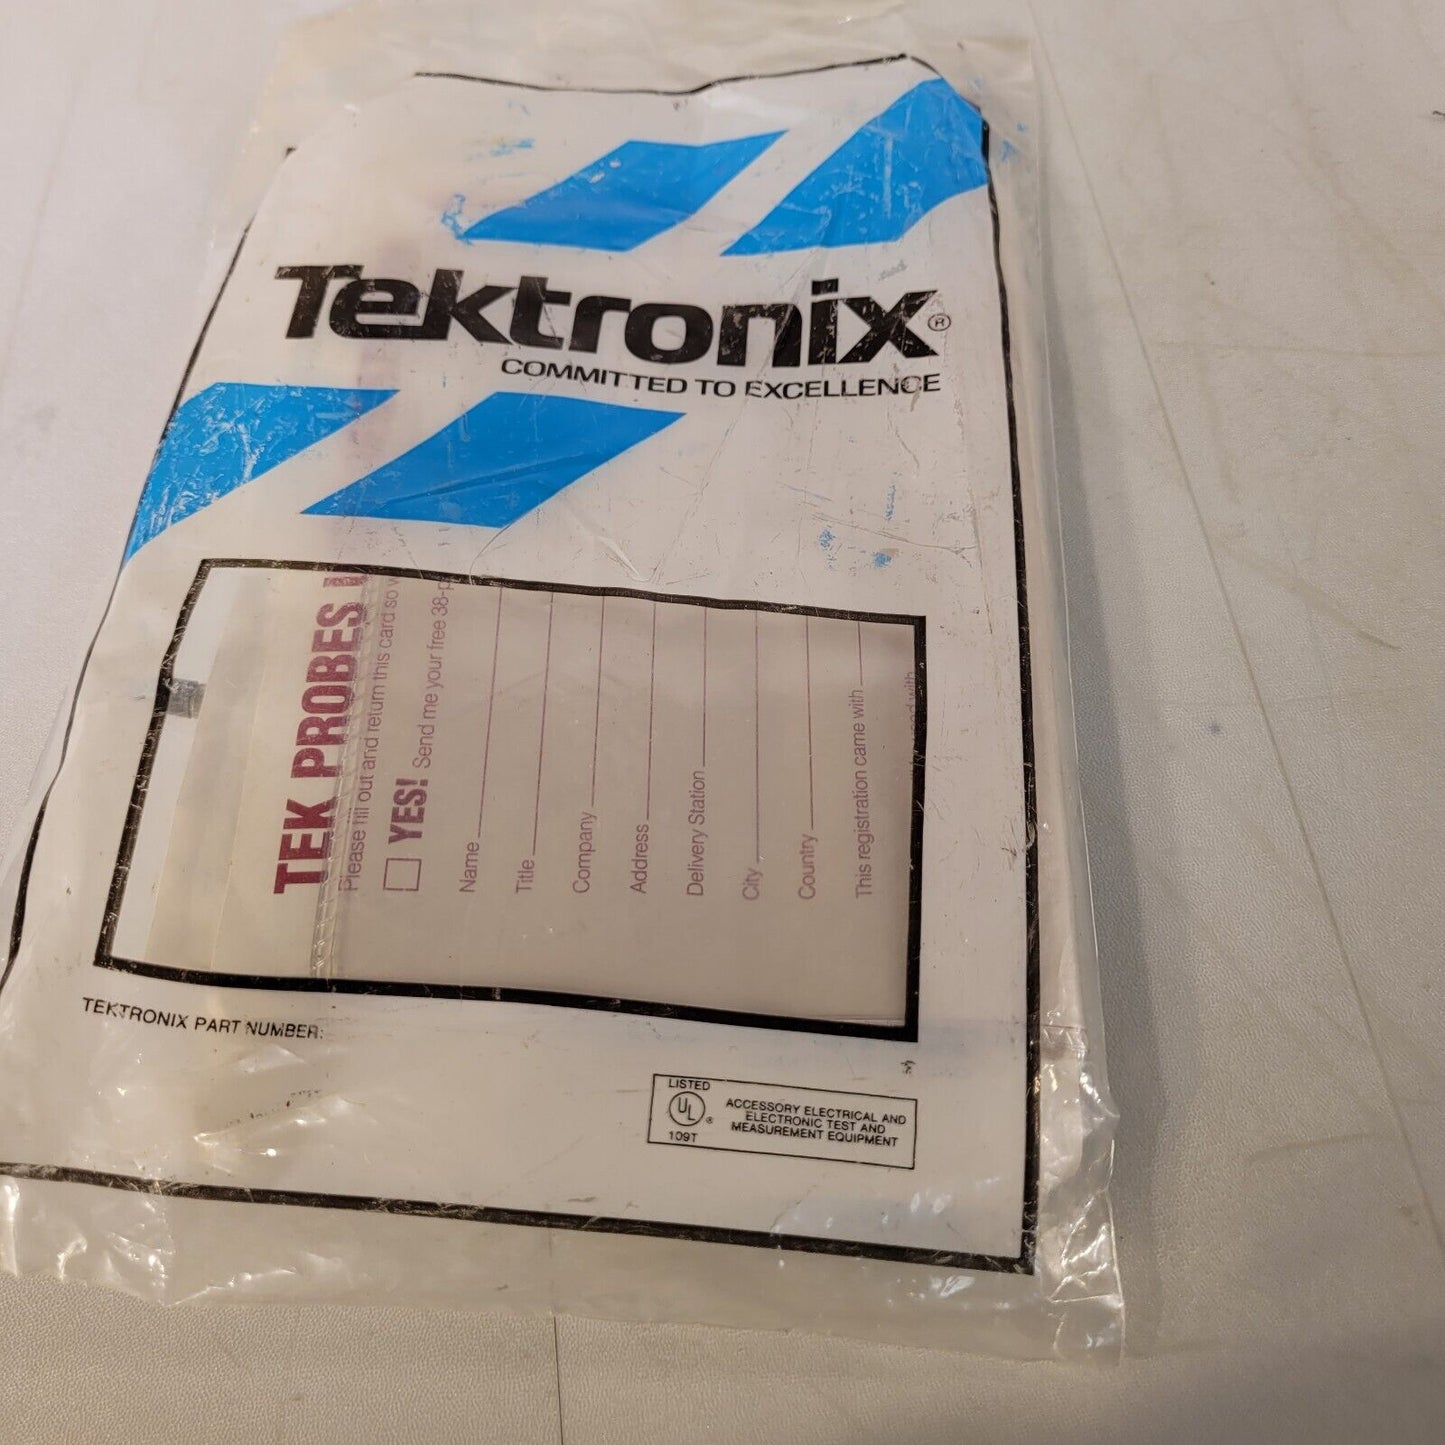 Tektronix®
COMMITTED TO EXCELLENCE
TEK PROBES
Please fill out and return this card so
YES! Send me your free 38-
Name
Title
Company
Address
Delivery Station
City
Country
This registration came with
with
TEKTRONIX PART NUMBER:
LISTED
UL®
109T
ACCESSORY ELECTRICAL AND
ELECTRONIC TEST AND
MEASUREMENT EQUIPMENT